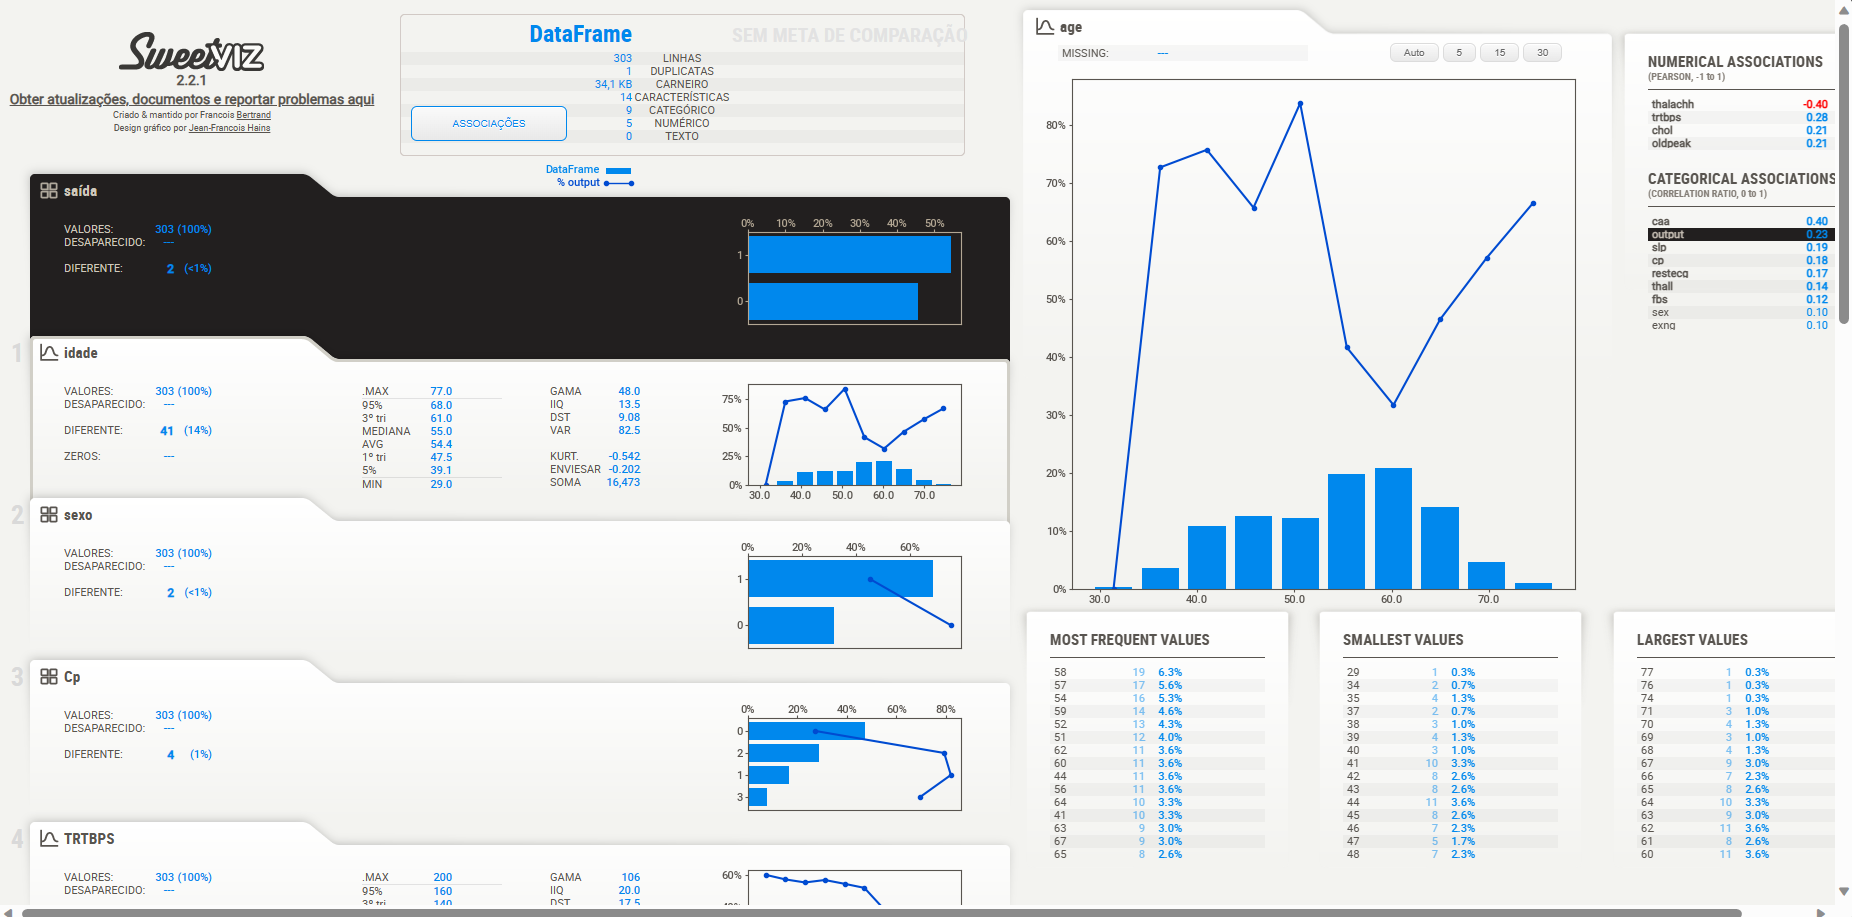 SweetVIZ
2.2.1
Obter atualizações, documentos e reportar problemas aqui
Criado & mantido por Francois Bertrand
Design gráfico por Jean-Francois Hains
DataFrame SEM META DE COMPARAÇÃO
303 LINHAS
1 DUPLICATAS
34,1 KB CARNEIRO
14 CARACTERÍSTICAS
9 CATEGÓRICO
5 NUMÉRICO
0 TEXTO
ASSOCIAÇÕES
DataFrame
% output
saída
VALORES: 303 (100%)
DESAPARECIDO: ---
DIFERENTE: 2 (<1%)
0% 10% 20% 30% 40% 50%
1
0
1
idade
VALORES: 303 (100%)
DESAPARECIDO: ---
DIFERENTE: 41 (14%)
ZEROS: ---
.MAX 77.0
95% 68.0
3º tri 61.0
MEDIANA 55.0
AVG 54.4
1º tri 47.5
5% 39.1
MIN 29.0
GAMA 48.0
IIQ 13.5
DST 9.08
VAR 82.5
KURT. -0.542
ENVIESAR -0.202
SOMA 16,473
75%
50%
25%
0%
30.0 40.0 50.0 60.0 70.0
2
sexo
VALORES: 303 (100%)
DESAPARECIDO: ---
DIFERENTE: 2 (<1%)
0% 20% 40% 60%
1
0
3
Cp
VALORES: 303 (100%)
DESAPARECIDO: ---
DIFERENTE: 4 (1%)
0% 20% 40% 60% 80%
0
2
1
3
4
TRTBPS
VALORES: 303 (100%)
DESAPARECIDO: ---
.MAX 200
95% 160
3º tri 140
GAMA 106
IIQ 20.0
DST 17.5
60%
40%
age
MISSING: ---
Auto 5 15 30
80%
70%
60%
50%
40%
30%
20%
10%
0%
30.0 40.0 50.0 60.0 70.0
NUMERICAL ASSOCIATIONS
(PEARSON, -1 to 1)
thalachh -0.40
trtbps 0.28
chol 0.21
oldpeak 0.21
CATEGORICAL ASSOCIATIONS
(CORRELATION RATIO, 0 to 1)
caa 0.40
output 0.23
slp 0.19
cp 0.18
restecg 0.17
thall 0.14
fbs 0.12
sex 0.10
exng 0.10
MOST FREQUENT VALUES
58 19 6.3%
57 17 5.6%
54 16 5.3%
59 14 4.6%
52 13 4.3%
51 12 4.0%
62 11 3.6%
60 11 3.6%
44 11 3.6%
56 11 3.6%
64 10 3.3%
41 10 3.3%
63 9 3.0%
67 9 3.0%
65 8 2.6%
SMALLEST VALUES
29 1 0.3%
34 2 0.7%
35 4 1.3%
37 2 0.7%
38 3 1.0%
39 4 1.3%
40 3 1.0%
41 10 3.3%
42 8 2.6%
43 8 2.6%
44 11 3.6%
45 8 2.6%
46 7 2.3%
47 5 1.7%
48 7 2.3%
LARGEST VALUES
77 1 0.3%
76 1 0.3%
74 1 0.3%
71 3 1.0%
70 4 1.3%
69 3 1.0%
68 4 1.3%
67 9 3.0%
66 7 2.3%
65 8 2.6%
64 10 3.3%
63 9 3.0%
62 11 3.6%
61 8 2.6%
60 11 3.6%